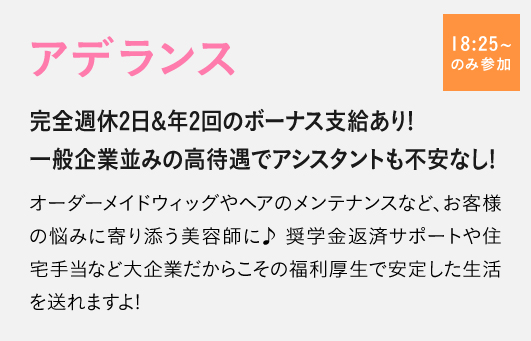 アデランス
18:25~
のみ参加
完全週休2日&年2回のボーナス支給あり!
一般企業並みの高待遇でアシスタントも不安なし!
オーダーメイドウィッグやヘアのメンテナンスなど、お客様
の悩みに寄り添う美容師に♪ 奨学金返済サポートや住
宅手当など大企業だからこその福利厚生で安定した生活
を送れますよ!